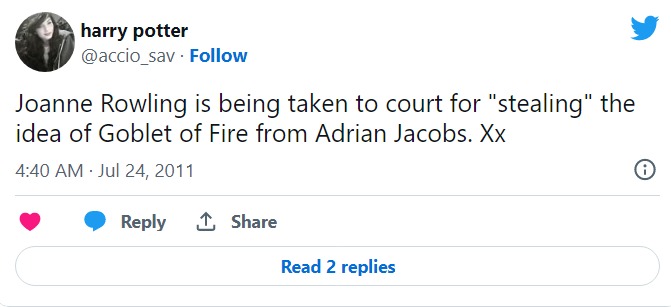 harry potter
@accio_sav · Follow
Joanne Rowling is being taken to court for "stealing" the
idea of Goblet of Fire from Adrian Jacobs. Xx
4:40 AM · Jul 24, 2011
Reply Share
Read 2 replies